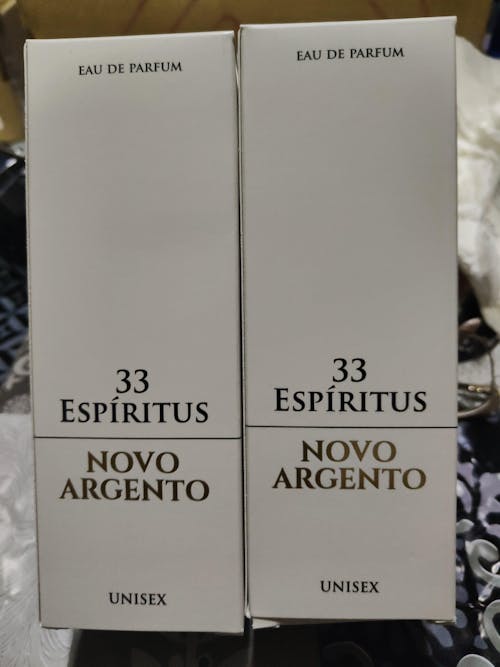 EAU DE PARFUM
33
ESPÍRITUS
NOVO
ARGENTO
UNISEX
EAU DE PARFUM
33
ESPÍRITUS
NOVO
ARGENTO
UNISEX